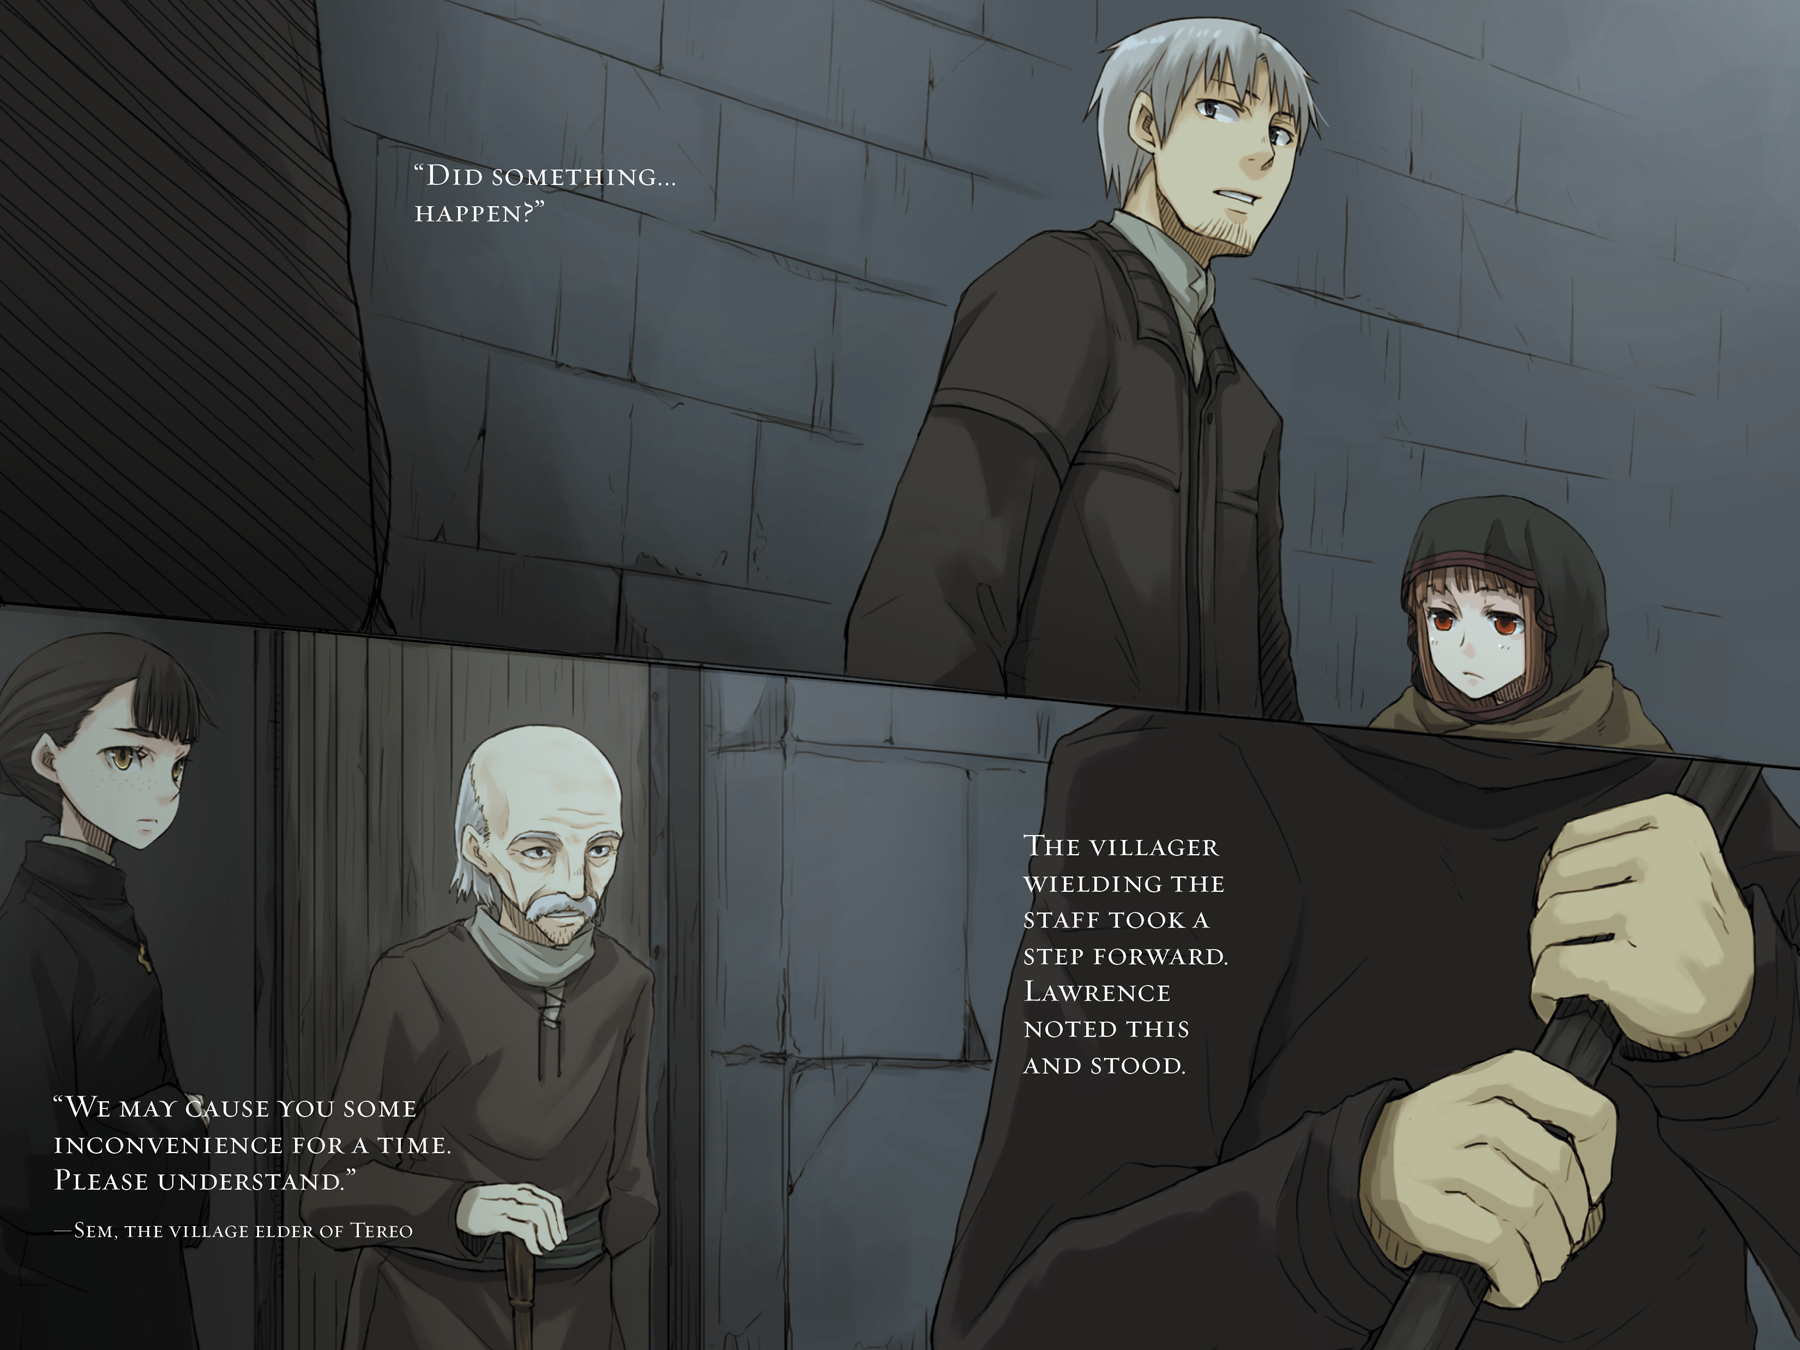 “Did something...
happen?”
The villager
wielding the
staff took a
step forward.
Lawrence
noted this
and stood.
“We may cause you some
inconvenience for a time.
Please understand.”
—Sem, the village elder of Tereo